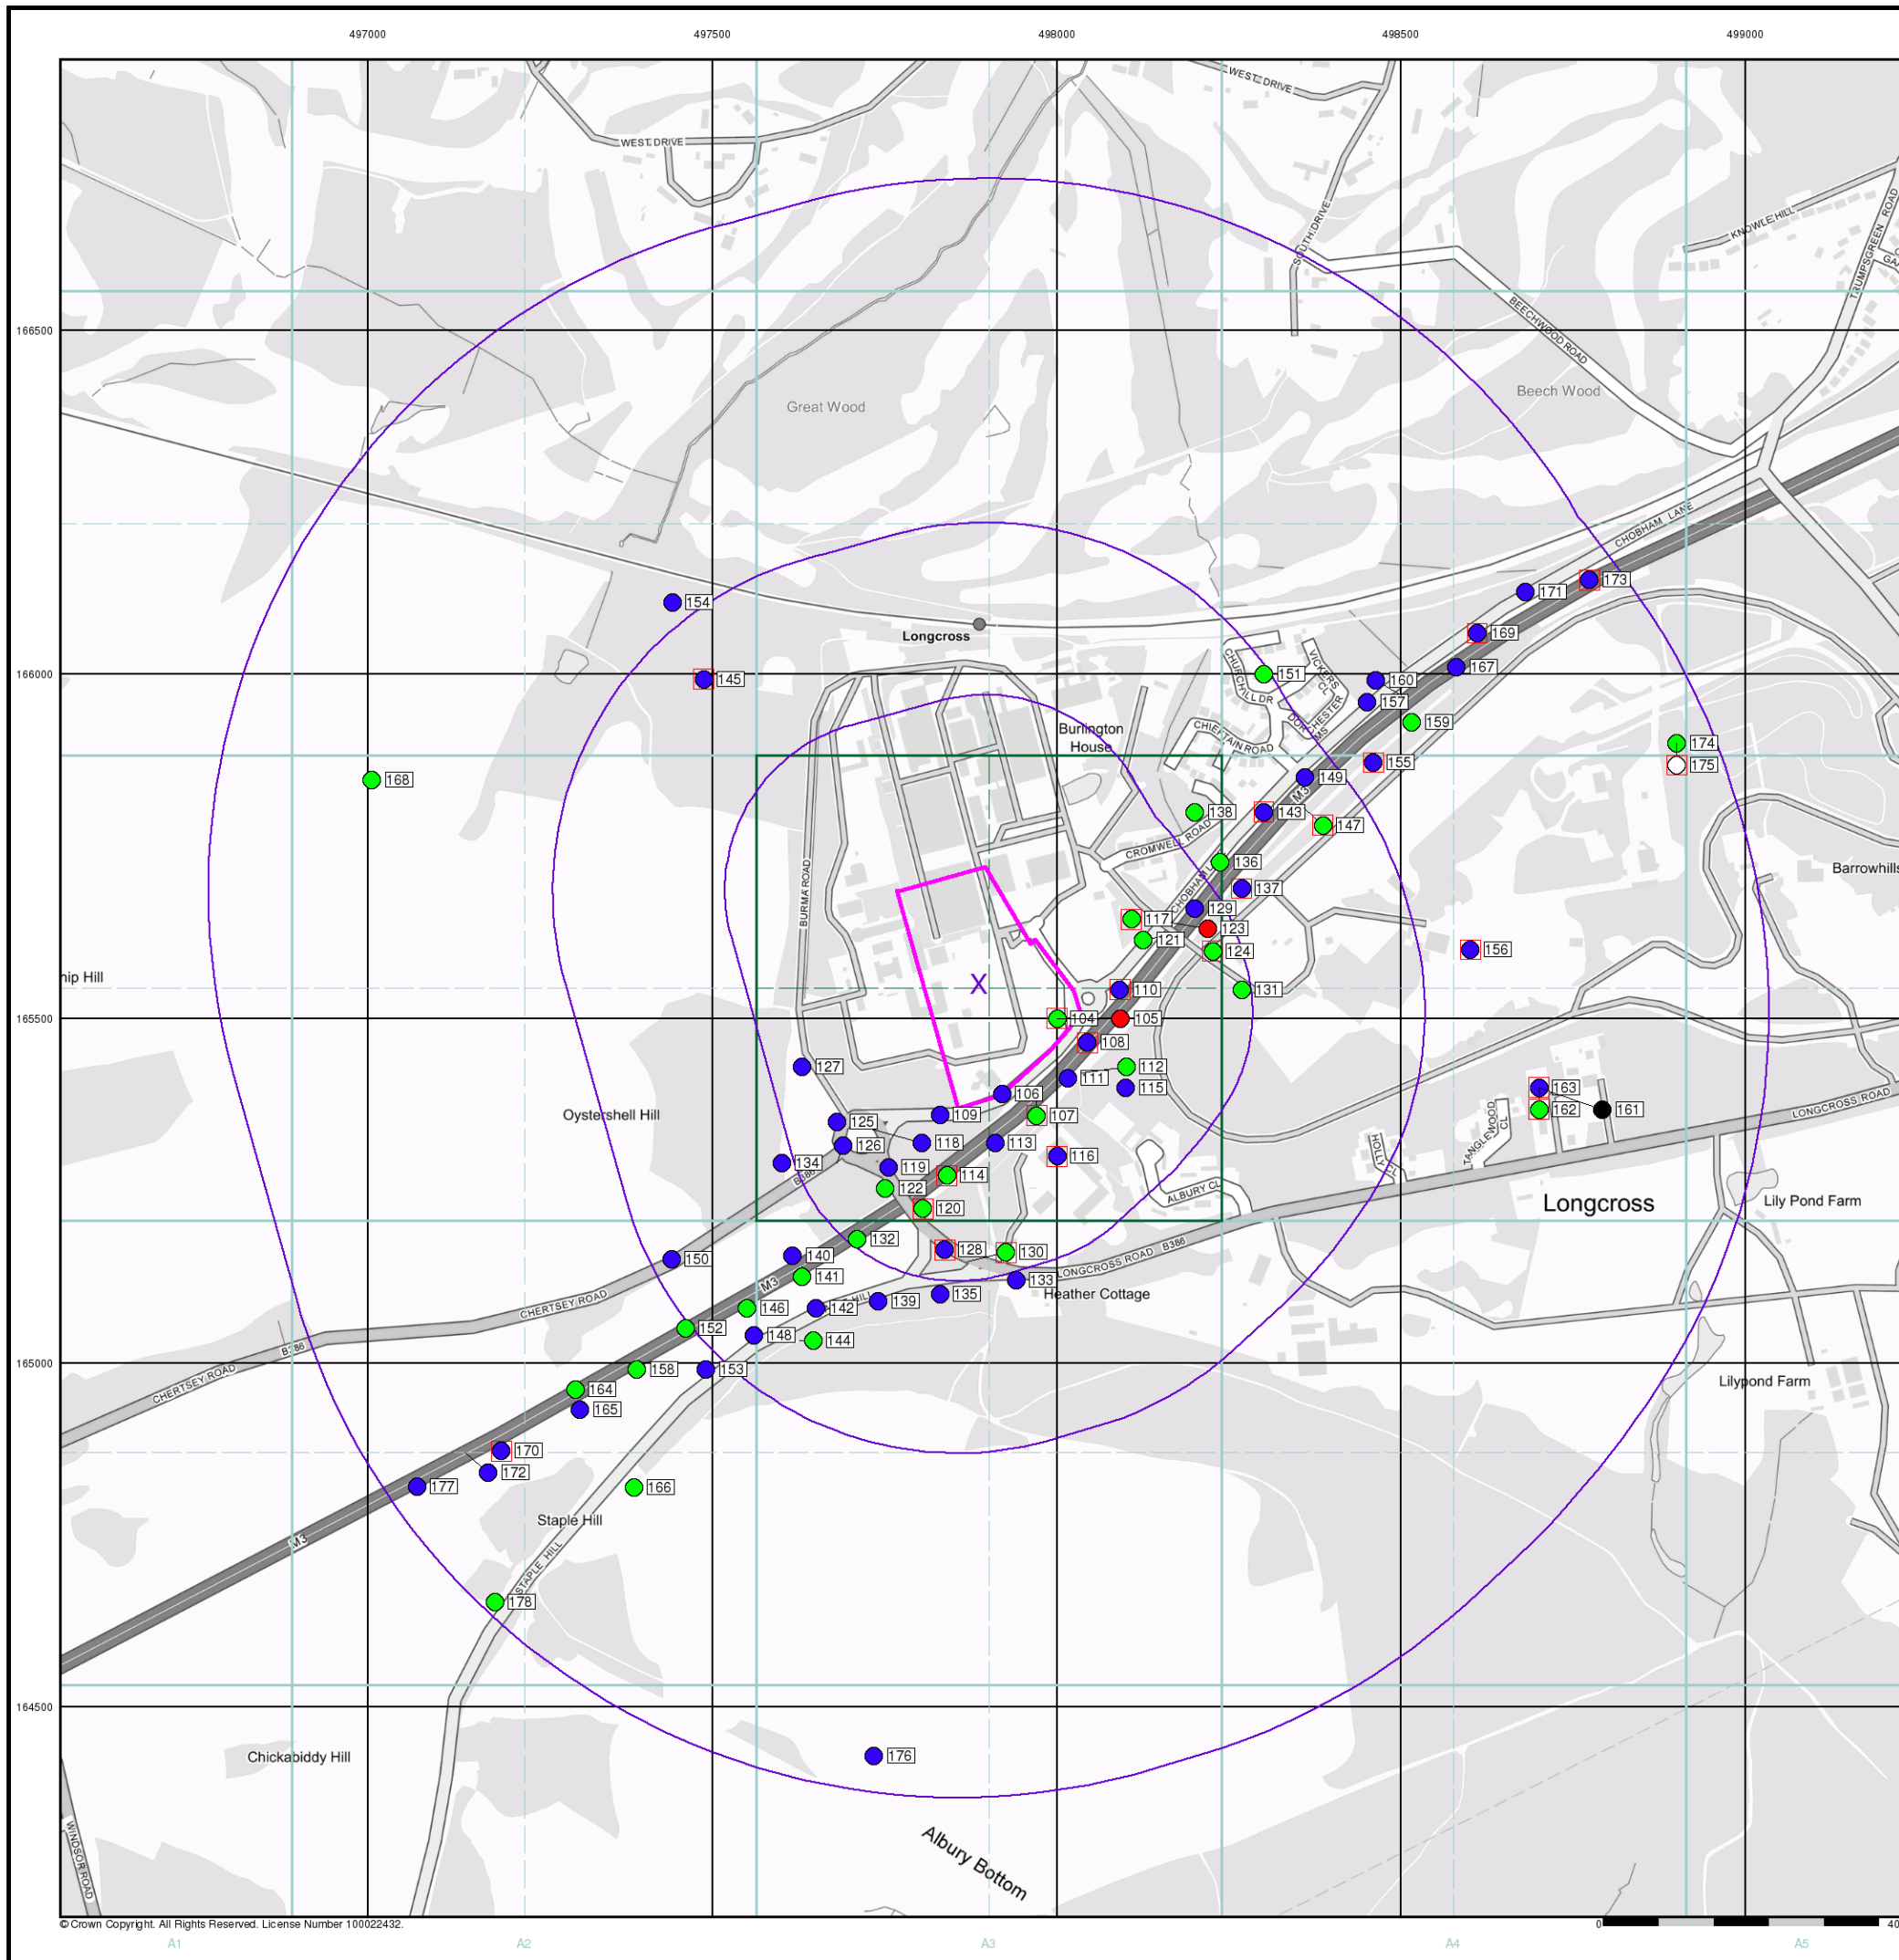 497000 497500 498000 498500 499000
WEST DRIVE
WEST DRIVE
SOUTH DRIVE
KNOWLE HILL
TRUMPSGREEN ROAD
BEECHWOOD ROAD
166500
Great Wood
Beech Wood
CHOBHAM LANE
171
173
154
Longcross
169
CHURCHILL DR
VICKERS CL
167
166000
145
151
160
157
DORCHESTER MS
159
Burlington
House
CHIEFTAIN ROAD
174
155
175
168
149
M3
138
143
147
CROMWELL ROAD
136
Barrowhills
BURMA ROAD
137
CHOBHAM L
129
117
123
121
124
156
hip Hill
X
110
131
165500
104
105
108
127
112
111
115
163
106
Oystershell Hill
109
107
162
161
LONGCROSS ROAD
125
118
113
126
TANGLEWOOD CL
HOLLY CL
134
119
116
B386
114
122
ALBURY CL
Longcross
Lily Pond Farm
120
132
128
130
LONGCROSS ROAD B386
150
140
M3
141
133
Heather Cottage
135
139
142
146
CHERTSEY ROAD
152
148
144
B386
165000
158
153
CHERTSEY ROAD
Lilypond Farm
164
165
170
172
177
166
Staple Hill
M3
STAPLE HILL
178
164500
Chickabiddy Hill
176
WINDSOR ROAD
Albury Bottom
© Crown Copyright. All Rights Reserved. License Number 100022432.
0 40
A1 A2 A3 A4 A5